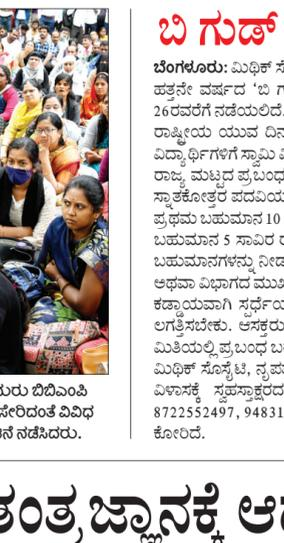 ಬಿ ಗುಡ್
ಬೆಂಗಳೂರು: ಮಿಥಿಕ್ ಸೊ
ಹತ್ತನೇ ವರ್ಷದ ‘ಬಿ ಗ
26ರವರೆಗೆ ನಡೆಯಲಿದೆ.
ರಾಷ್ಟ್ರೀಯ ಯುವ ದಿನ
ವಿದ್ಯಾರ್ಥಿಗಳಿಗೆ ಸ್ವಾಮಿ ವಿ
ರಾಜ್ಯ ಮಟ್ಟದ ಪ್ರಬಂಧ
ಸ್ನಾತಕೋತ್ತರ ಪದವಿಯ
ಪ್ರಥಮ ಬಹುಮಾನ 10
ಬಹುಮಾನ 5 ಸಾವಿರ ರ
ಬಹುಮಾನಗಳನ್ನು ನೀಡ
ಅಥವಾ ವಿಭಾಗದ ಮುಖ
ಕಡ್ಡಾಯವಾಗಿ ಸ್ಪರ್ಧೆಯ
ಲಗತ್ತಿಸಬೇಕು. ಆಸಕ್ತರು
ಮಿತಿಯಲ್ಲಿ ಪ್ರಬಂಧ ಬ
ಮಿಥಿಕ್ ಸೊಸೈಟಿ, ನೃಪ
ವಿಳಾಸಕ್ಕೆ ಸ್ವಹಸ್ತಾಕ್ಷರದ
8722552497, 94831
ಕೋರಿದೆ.
ುರು ಬಿಬಿಎಂಪಿ
ಸೇರಿದಂತೆ ವಿವಿಧ
ನೆ ನಡೆಸಿದರು.
ತಂತ್ರಜ್ಞಾನಕ್ಕೆ ಆ